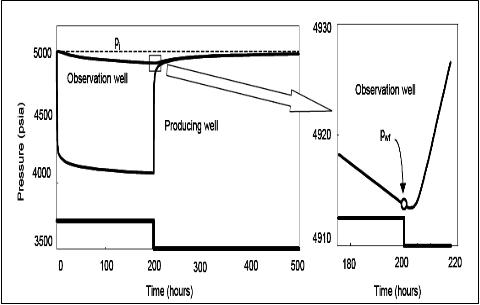 Pressure (psia)
5000
4500
4000
3500
pi
Observation well
Producing well
0 100 200 300 400 500
Time (hours)
4930
4920
4910
Observation well
pwf
180 200 220
Time (hours)